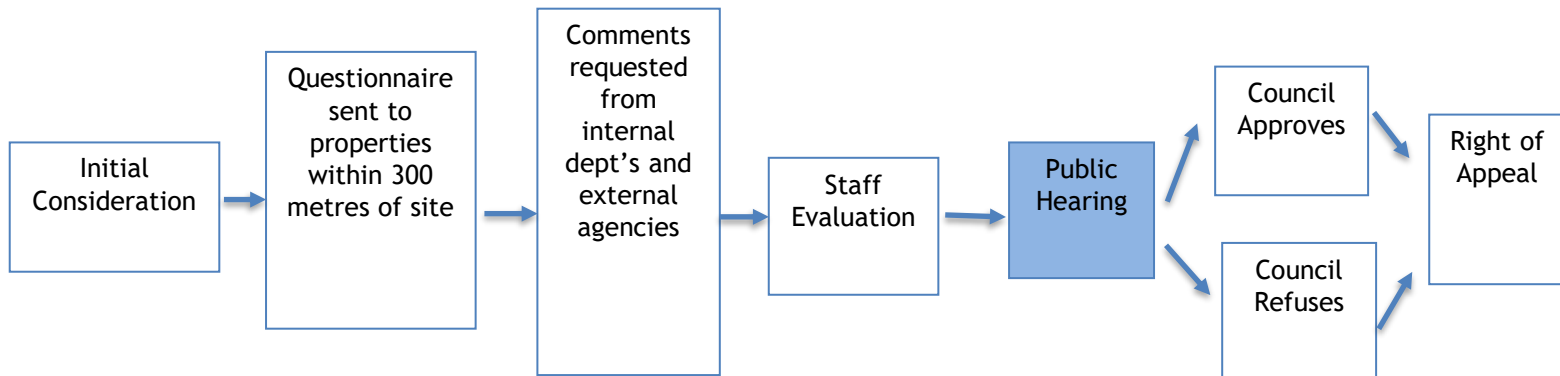 Initial
Consideration
Questionnaire
sent to
properties
within 300
metres of site
Comments
requested
from
internal
dept's and
external
agencies
Staff
Evaluation
Public
Hearing
Council
Approves
Council
Refuses
Right of
Appeal